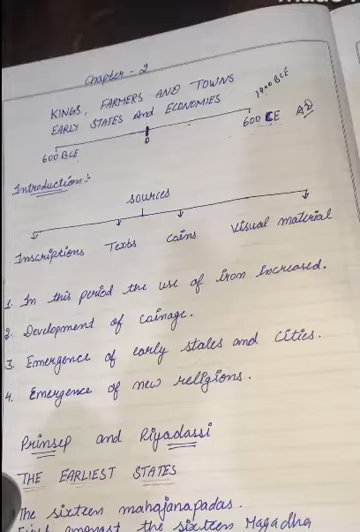 Chapter - 2
KINGS, FARMERS AND TOWNS
EARLY STATES and ECONOMIES
1900 BCE
600 BCE
0
600 CE AD
Introduction:-
sources
Inscriptions Texts Coins Visual material
1. In this period the use of iron increased.
2. Development of coinage.
3. Emergence of early states and cities.
4. Emergence of new religions.
Prinsep and Piyadassi
THE EARLIEST STATES
The sixteen mahajanapadas.
amongst the sixteen Magadha